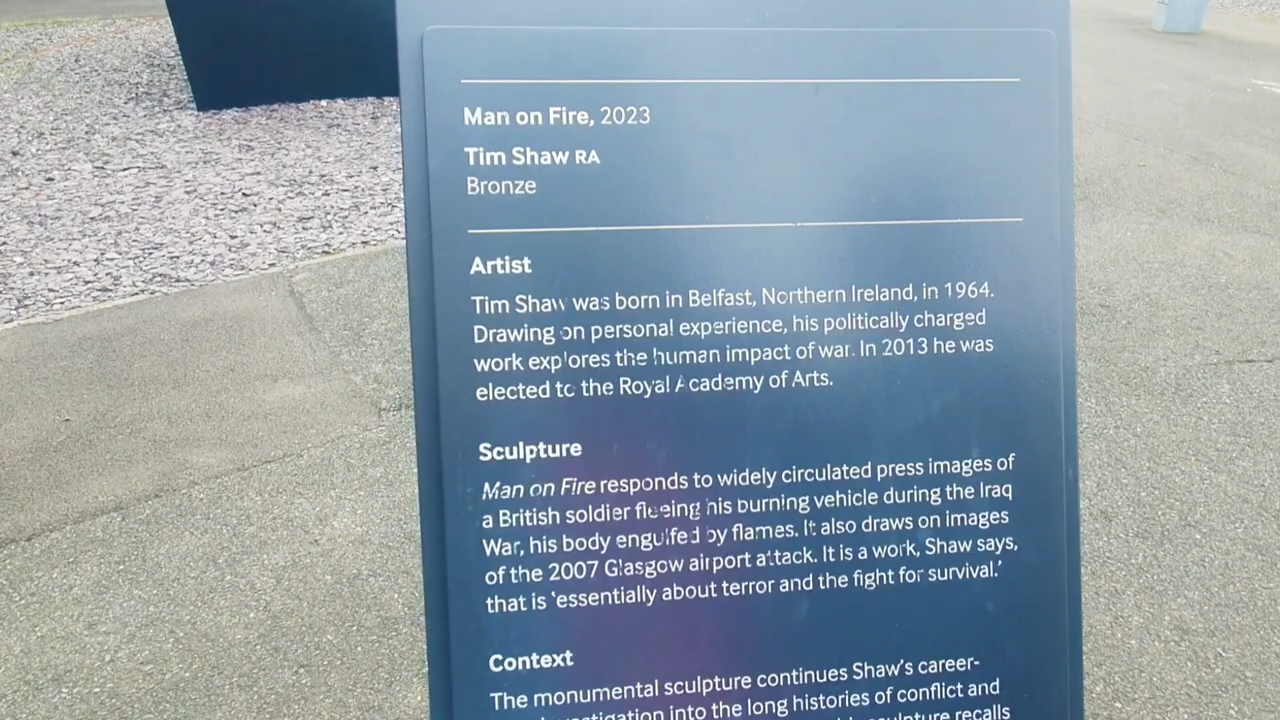 Man on Fire, 2023
Tim Shaw RA
Bronze
Artist
Tim Shaw was born in Belfast, Northern Ireland, in 1964.
Drawing on personal experience, his politically charged
work explores the human impact of war. In 2013 he was
elected to the Royal Academy of Arts.
Sculpture
Man on Fire responds to widely circulated press images of
a British soldier fleeing his burning vehicle during the Iraq
War, his body engulfed by flames. It also draws on images
of the 2007 Glasgow airport attack. It is a work, Shaw says,
that is ‘essentially about terror and the fight for survival.’
Context
The monumental sculpture continues Shaw’s career-
investigation into the long histories of conflict and
sculpture recalls